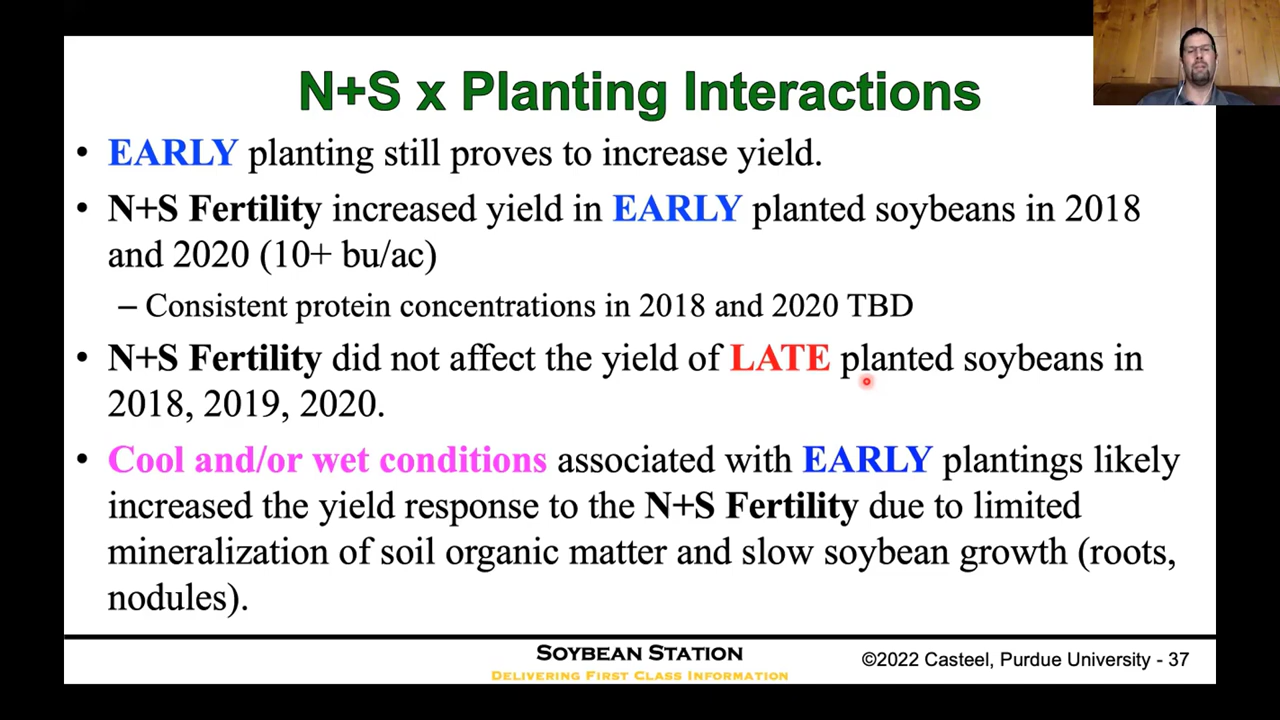 N+S x Planting Interactions
• EARLY planting still proves to increase yield.
• N+S Fertility increased yield in EARLY planted soybeans in 2018
and 2020 (10+ bu/ac)
– Consistent protein concentrations in 2018 and 2020 TBD
• N+S Fertility did not affect the yield of LATE planted soybeans in
2018, 2019, 2020.
• Cool and/or wet conditions associated with EARLY plantings likely
increased the yield response to the N+S Fertility due to limited
mineralization of soil organic matter and slow soybean growth (roots,
nodules).
SOYBEAN STATION
DELIVERING FIRST CLASS INFORMATION
©2022 Casteel, Purdue University - 37